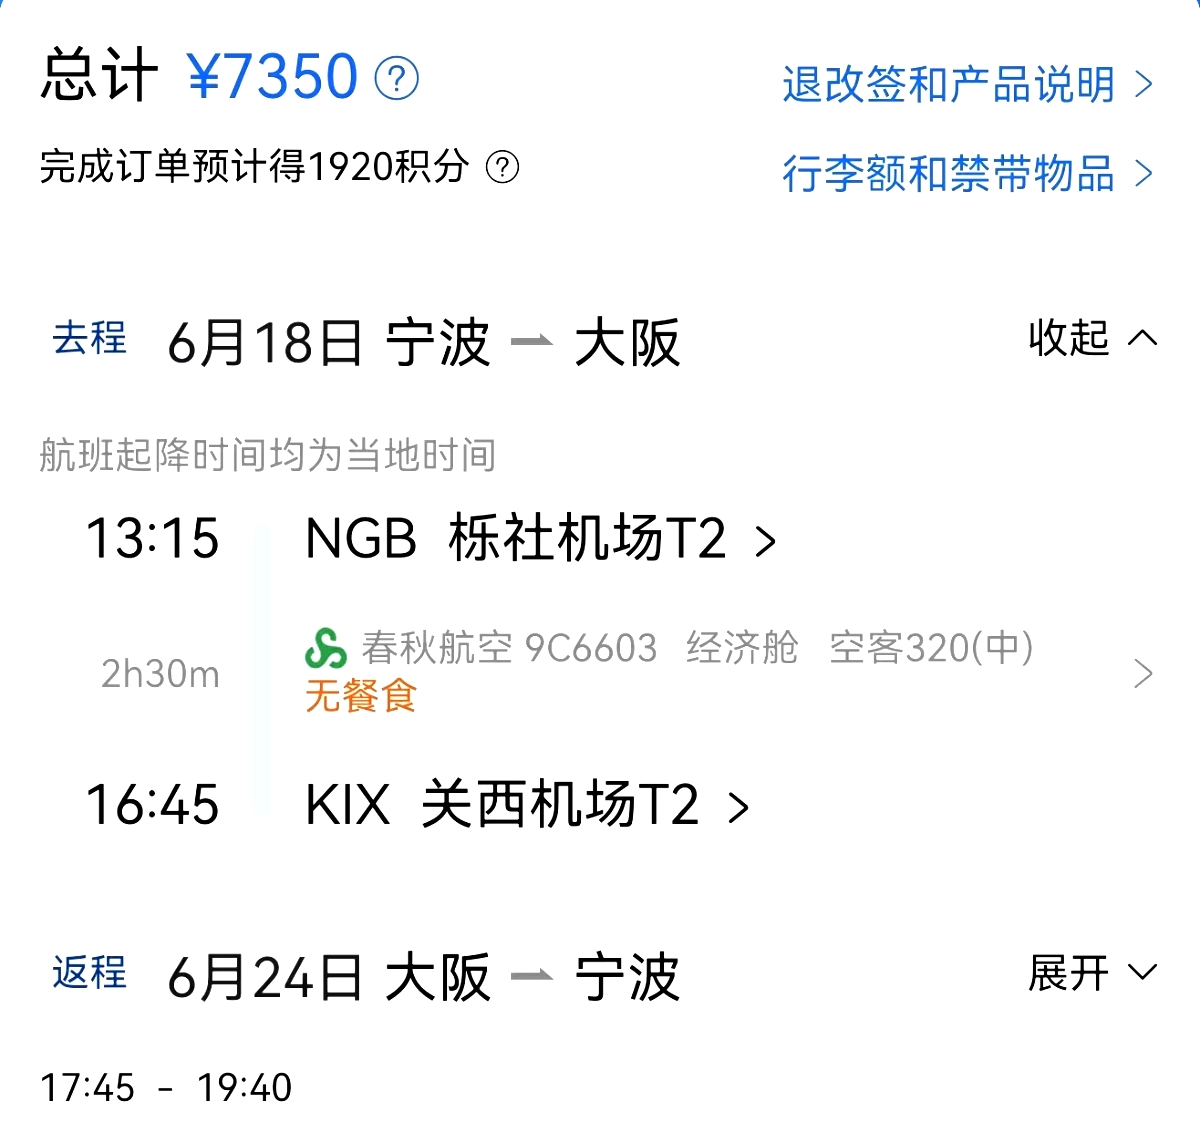 总计 ¥7350 ?
退改签和产品说明 >
完成订单预计得1920积分 ?
行李额和禁带物品 >
去程 6月18日 宁波 大阪 收起
航班起降时间均为当地时间
13:15 NGB 栎社机场T2 >
春秋航空 9C6603 经济舱 空客320(中)
2h30m >
无餐食
16:45 KIX 关西机场T2 >
返程 6月24日 大阪 宁波 展开
17:45 - 19:40